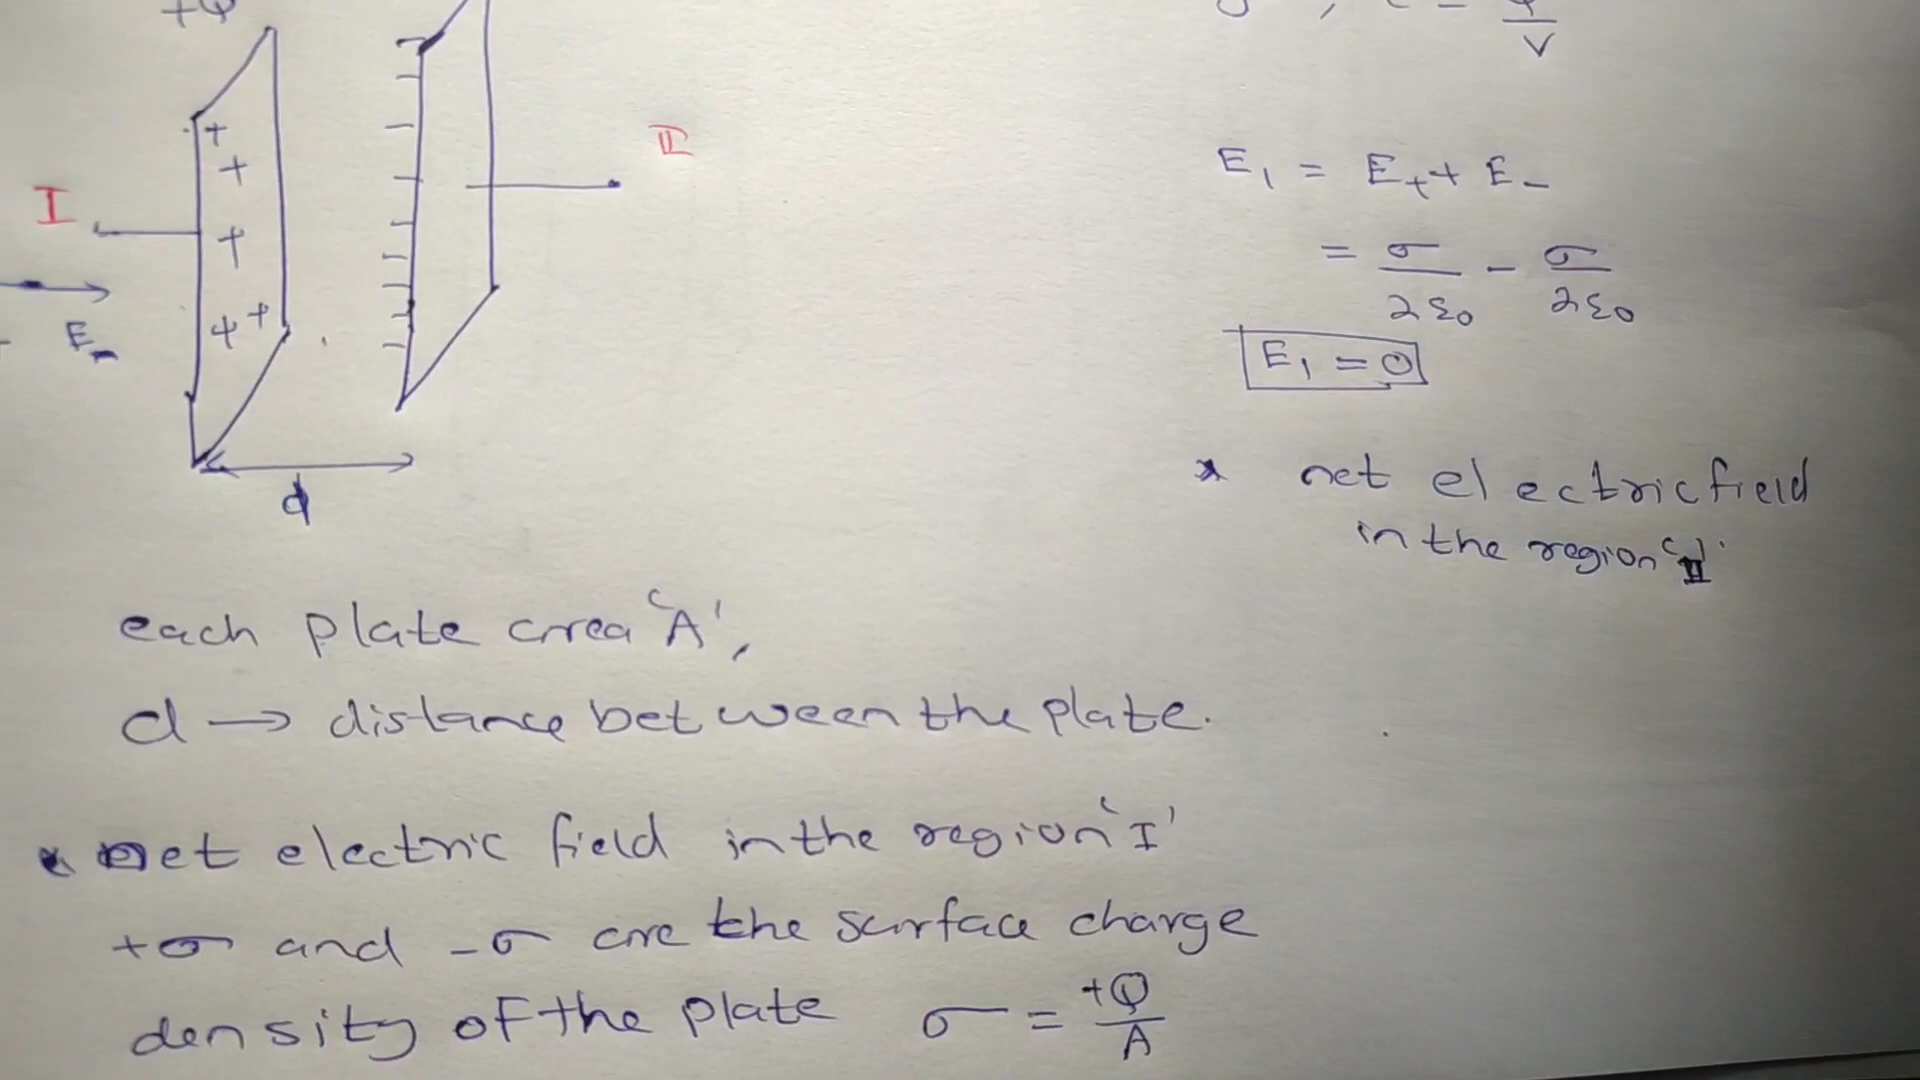 +Q
I
II
E_
d
V
E₁ = E₊ + E₋
= σ/2ε₀ - σ/2ε₀
E₁ = 0
* net electric field
in the region 'II'
each plate area 'A',
d → distance between the plate.
* net electric field in the region 'I'
+σ and -σ are the surface charge
density of the plate σ = +Q/A